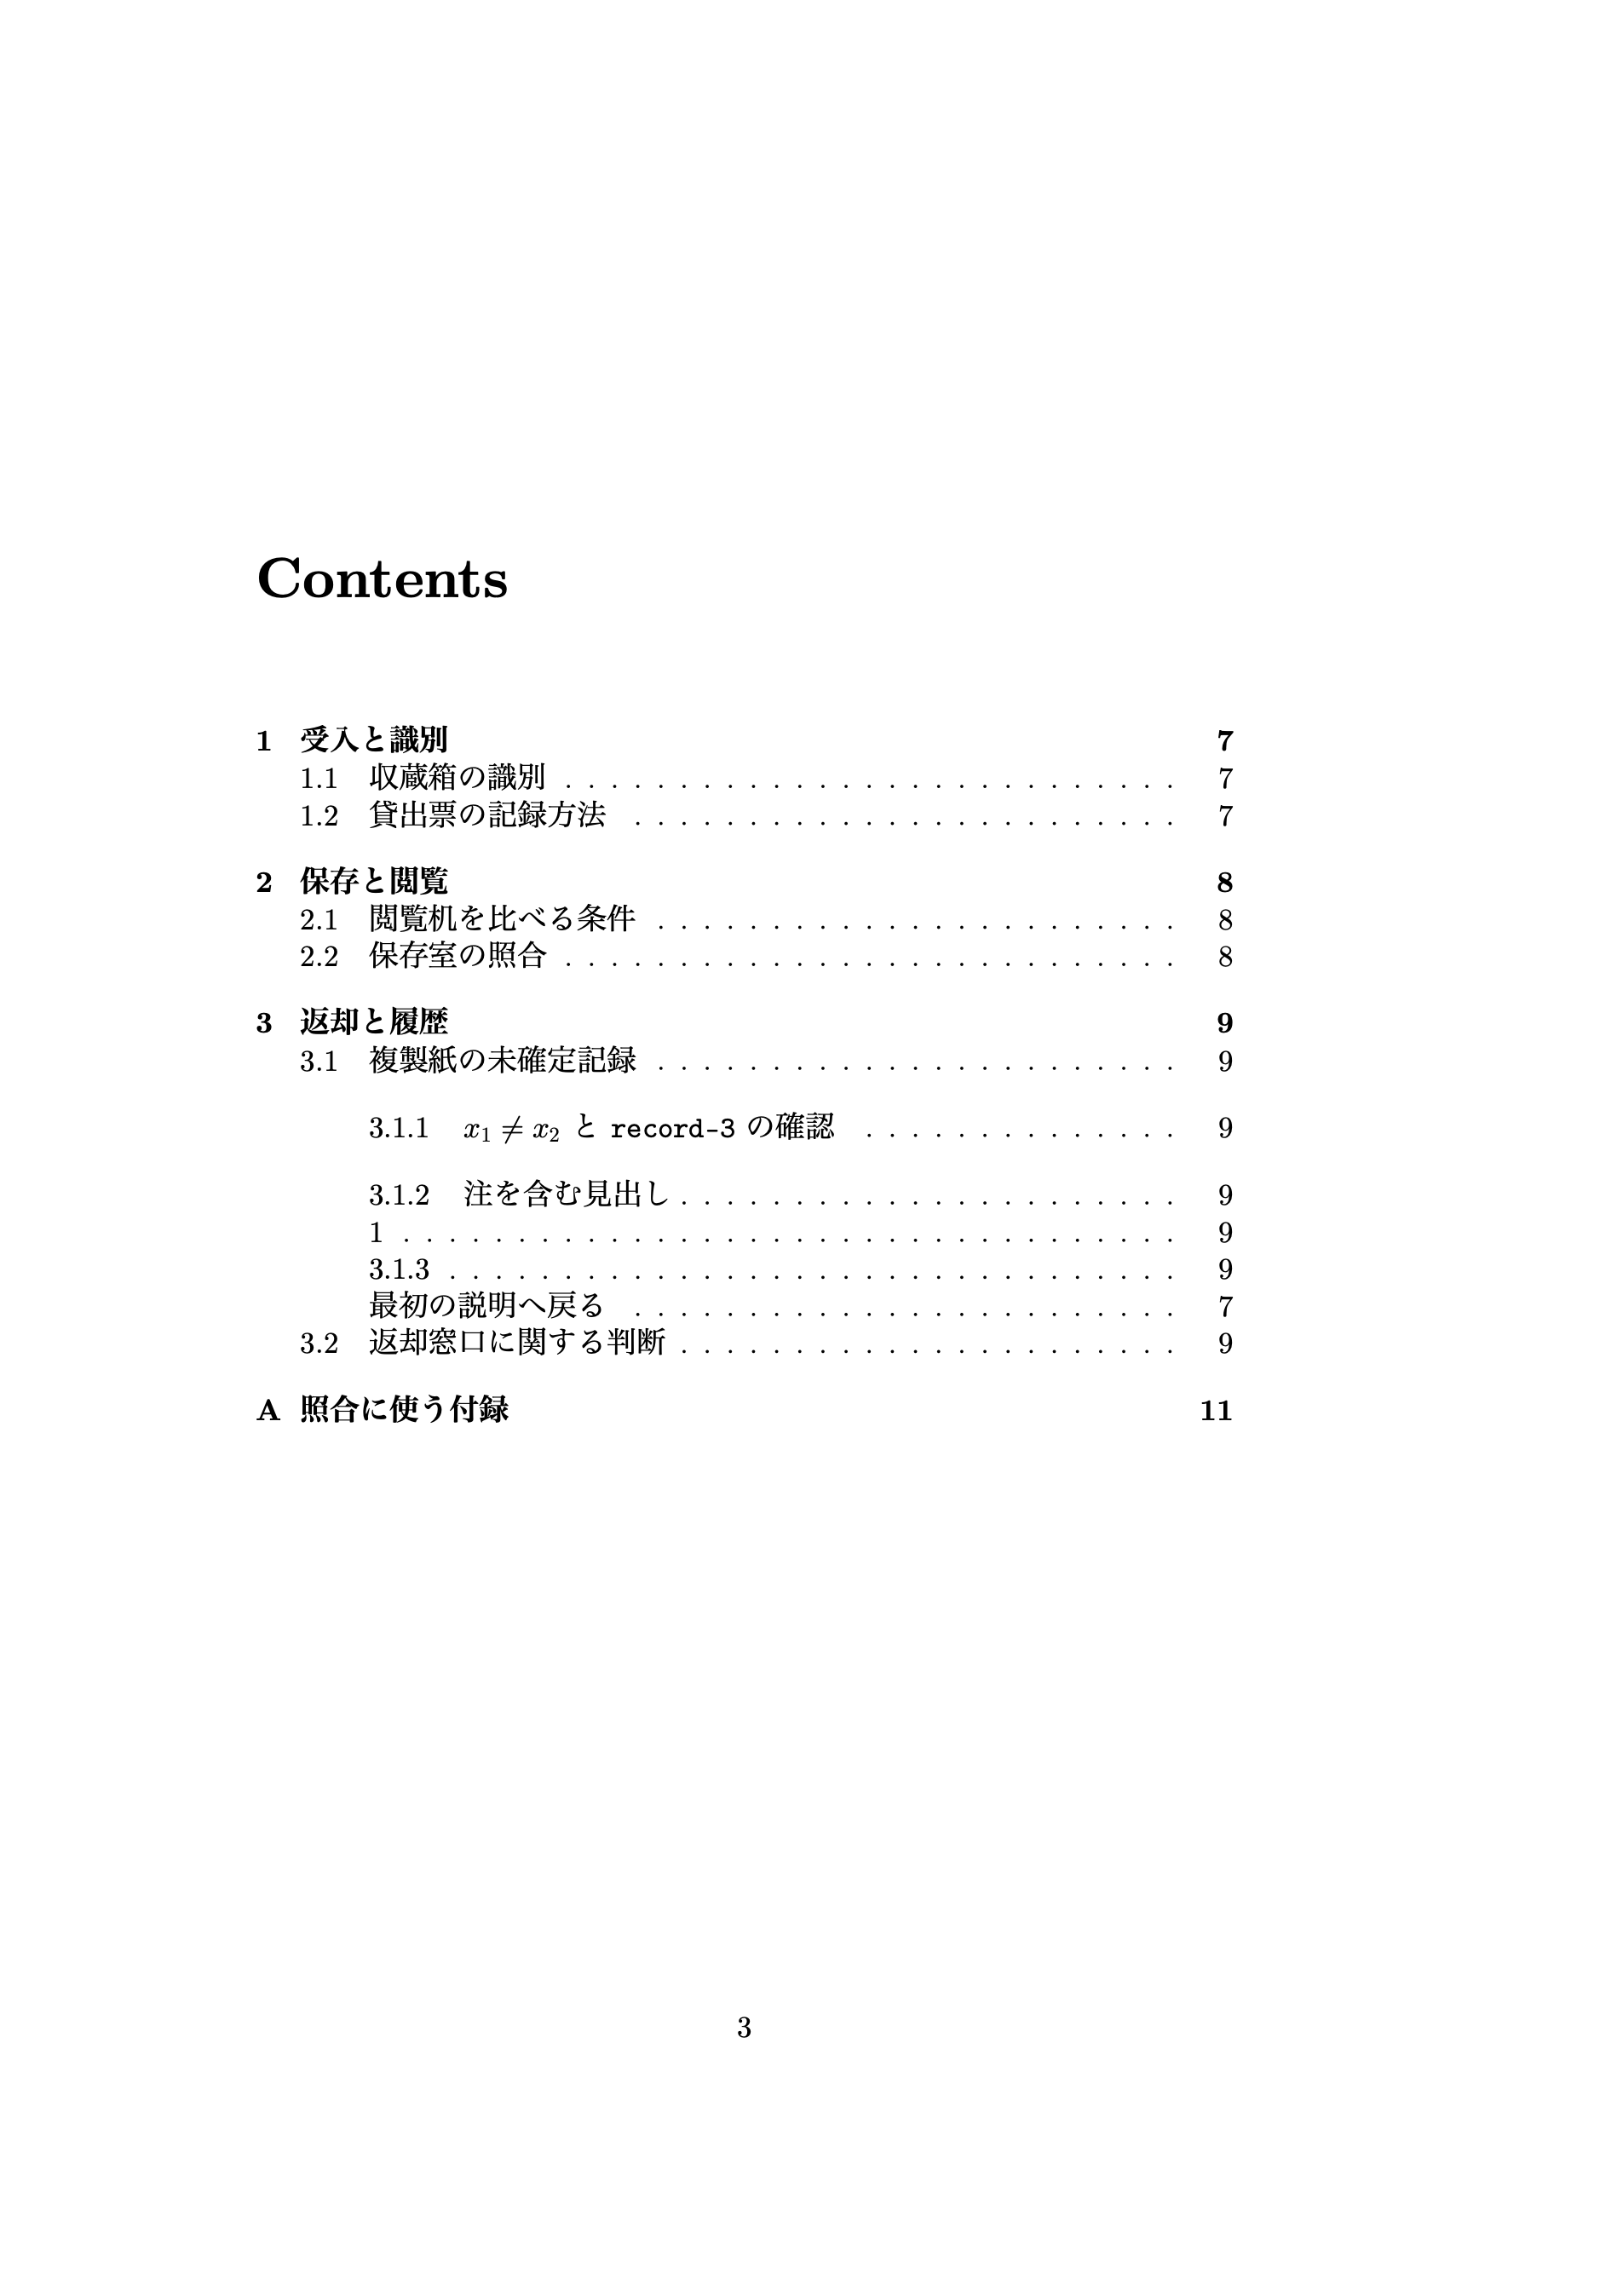 Contents
1 受入と識別 7
1.1 収蔵箱の識別 . . . . . . . . . . . . . . . . . . . . . . . . . . . 7
1.2 貸出票の記録方法 . . . . . . . . . . . . . . . . . . . . . . . . 7
2 保存と閲覧 8
2.1 閲覧机を比べる条件 . . . . . . . . . . . . . . . . . . . . . . . 8
2.2 保存室の照合 . . . . . . . . . . . . . . . . . . . . . . . . . . . 8
3 返却と履歴 9
3.1 複製紙の未確定記録 . . . . . . . . . . . . . . . . . . . . . . . 9
3.1.1 x₁ ≠ x₂ と record-3 の確認 . . . . . . . . . . . . . . 9
3.1.2 注を含む見出し . . . . . . . . . . . . . . . . . . . . . . 9
1 . . . . . . . . . . . . . . . . . . . . . . . . . . . . . . . . . . 9
3.1.3 . . . . . . . . . . . . . . . . . . . . . . . . . . . . . . . . 9
最初の説明へ戻る . . . . . . . . . . . . . . . . . . . . . . . . 7
3.2 返却窓口に関する判断 . . . . . . . . . . . . . . . . . . . . . . 9
A 照合に使う付録 11
3